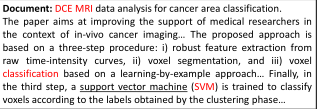 Document: DCE MRI data analysis for cancer area classification.
The paper aims at improving the support of medical researchers in
the context of in-vivo cancer imaging… The proposed approach is
based on a three-step procedure: i) robust feature extraction from
raw time-intensity curves, ii) voxel segmentation, and iii) voxel
classification based on a learning-by-example approach… Finally, in
the third step, a support vector machine (SVM) is trained to classify
voxels according to the labels obtained by the clustering phase…